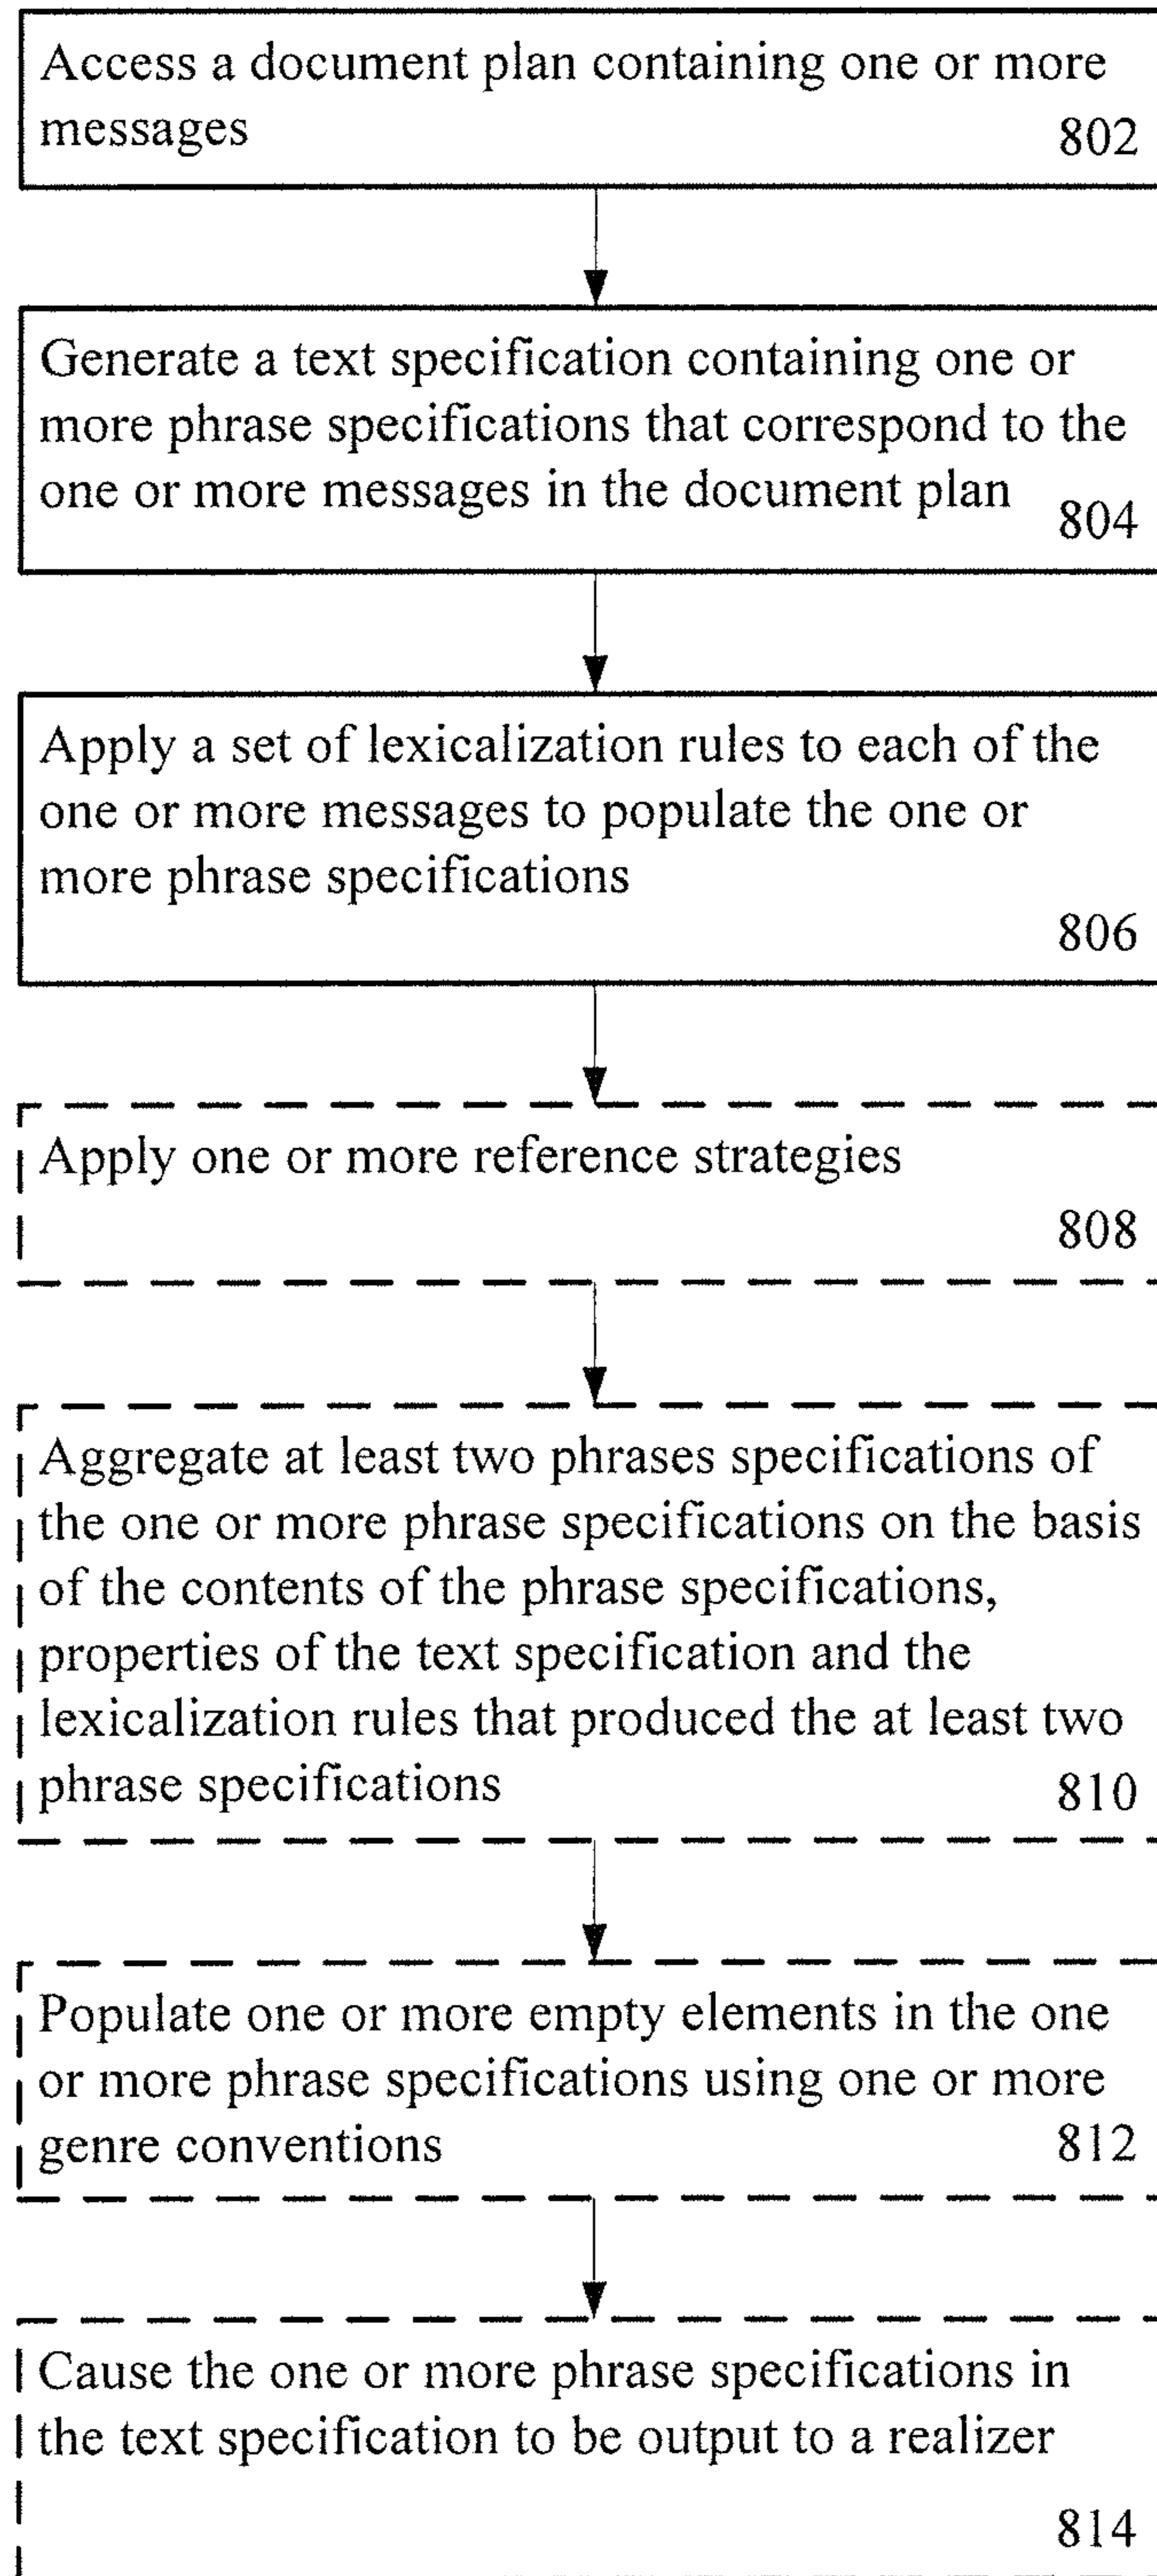 Access a document plan containing one or more
messages 802
Generate a text specification containing one or
more phrase specifications that correspond to the
one or more messages in the document plan 804
Apply a set of lexicalization rules to each of the
one or more messages to populate the one or
more phrase specifications
806
Apply one or more reference strategies
808
Aggregate at least two phrases specifications of
the one or more phrase specifications on the basis
of the contents of the phrase specifications,
properties of the text specification and the
lexicalization rules that produced the at least two
phrase specifications 810
Populate one or more empty elements in the one
or more phrase specifications using one or more
genre conventions 812
Cause the one or more phrase specifications in
the text specification to be output to a realizer
814